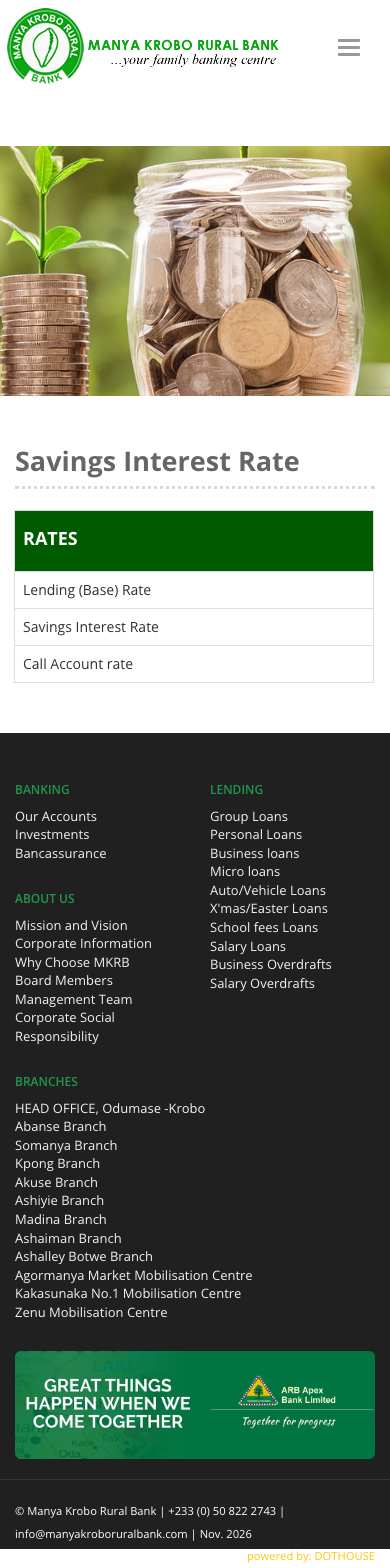 MANYA KROBO RURAL
BANK
MANYA KROBO RURAL BANK
...your family banking centre
Savings Interest Rate
RATES
Lending (Base) Rate
Savings Interest Rate
Call Account rate
BANKING
Our Accounts
Investments
Bancassurance
ABOUT US
Mission and Vision
Corporate Information
Why Choose MKRB
Board Members
Management Team
Corporate Social
Responsibility
LENDING
Group Loans
Personal Loans
Business loans
Micro loans
Auto/Vehicle Loans
X'mas/Easter Loans
School fees Loans
Salary Loans
Business Overdrafts
Salary Overdrafts
BRANCHES
HEAD OFFICE, Odumase -Krobo
Abanse Branch
Somanya Branch
Kpong Branch
Akuse Branch
Ashiyie Branch
Madina Branch
Ashaiman Branch
Ashalley Botwe Branch
Agormanya Market Mobilisation Centre
Kakasunaka No.1 Mobilisation Centre
Zenu Mobilisation Centre
GREAT THINGS
HAPPEN WHEN WE
COME TOGETHER
ARB Apex
Bank Limited
Together for progress
© Manya Krobo Rural Bank | +233 (0) 50 822 2743 |
info@manyakroboruralbank.com | Nov. 2026
powered by: DOTHOUSE